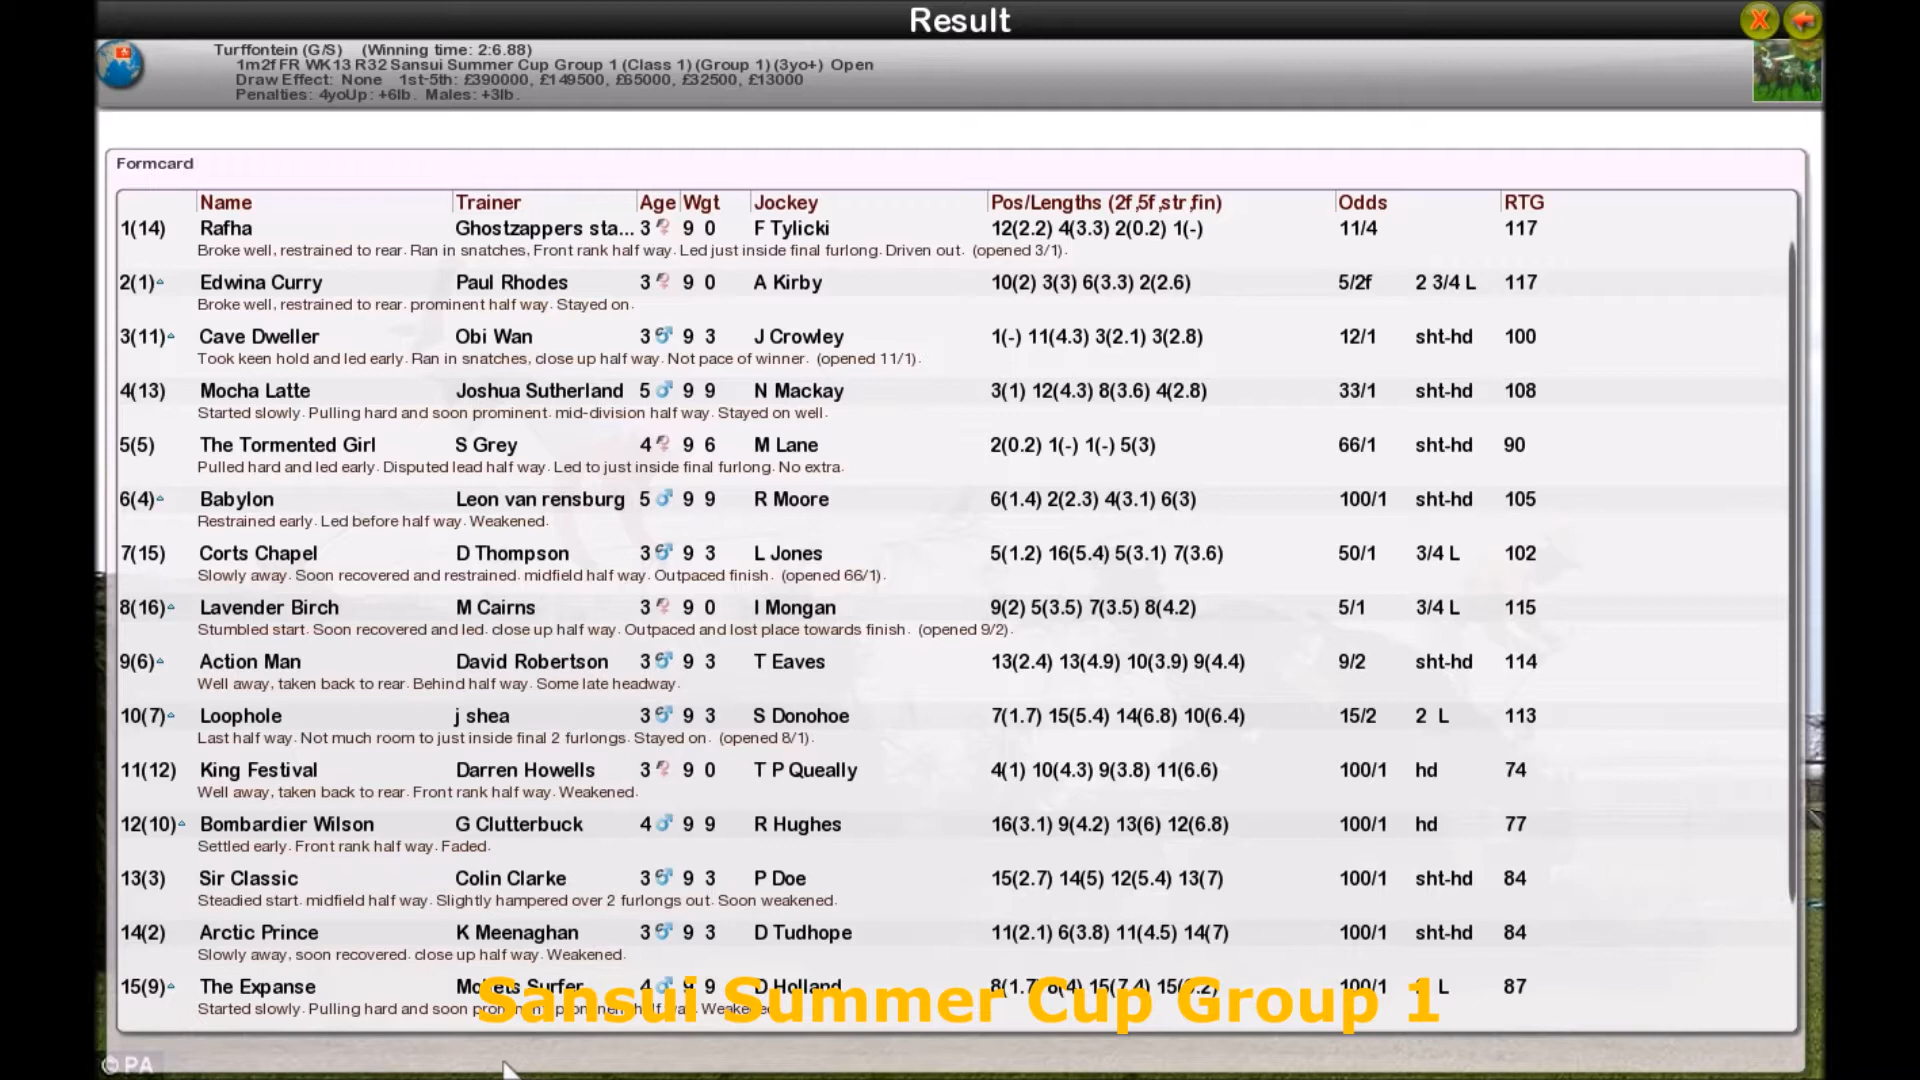 Result
Turffontein (G/S) (Winning time: 2:6.88)
1m2f FR WK13 R32 Sansui Summer Cup Group 1 (Class 1) (Group 1) (3yo+) Open
Draw Effect: None 1st-5th: £390000, £149500, £65000, £32500, £13000
Penalties: 4yoUp: +6lb. Males: +3lb.
Formcard
Name Trainer Age Wgt Jockey Pos/Lengths (2f,5f,str,fin) Odds RTG
1(14) Rafha Ghostzappers sta... 3 9 0 F Tylicki 12(2.2) 4(3.3) 2(0.2) 1(-) 11/4 117
Broke well, restrained to rear. Ran in snatches, Front rank half way. Led just inside final furlong. Driven out. (opened 3/1).
2(1) Edwina Curry Paul Rhodes 3 9 0 A Kirby 10(2) 3(3) 6(3.3) 2(2.6) 5/2f 2 3/4 L 117
Broke well, restrained to rear. prominent half way. Stayed on.
3(11) Cave Dweller Obi Wan 3 9 3 J Crowley 1(-) 11(4.3) 3(2.1) 3(2.8) 12/1 sht-hd 100
Took keen hold and led early. Ran in snatches, close up half way. Not pace of winner. (opened 11/1).
4(13) Mocha Latte Joshua Sutherland 5 9 9 N Mackay 3(1) 12(4.3) 8(3.6) 4(2.8) 33/1 sht-hd 108
Started slowly. Pulling hard and soon prominent. mid-division half way. Stayed on well.
5(5) The Tormented Girl S Grey 4 9 6 M Lane 2(0.2) 1(-) 1(-) 5(3) 66/1 sht-hd 90
Pulled hard and led early. Disputed lead half way. Led to just inside final furlong. No extra.
6(4) Babylon Leon van rensburg 5 9 9 R Moore 6(1.4) 2(2.3) 4(3.1) 6(3) 100/1 sht-hd 105
Restrained early. Led before half way. Weakened.
7(15) Corts Chapel D Thompson 3 9 3 L Jones 5(1.2) 16(5.4) 5(3.1) 7(3.6) 50/1 3/4 L 102
Slowly away. Soon recovered and restrained. midfield half way. Outpaced finish. (opened 66/1).
8(16) Lavender Birch M Cairns 3 9 0 I Mongan 9(2) 5(3.5) 7(3.5) 8(4.2) 5/1 3/4 L 115
Stumbled start. Soon recovered and led. close up half way. Outpaced and lost place towards finish. (opened 9/2).
9(6) Action Man David Robertson 3 9 3 T Eaves 13(2.4) 13(4.9) 10(3.9) 9(4.4) 9/2 sht-hd 114
Well away, taken back to rear. Behind half way. Some late headway.
10(7) Loophole j shea 3 9 3 S Donohoe 7(1.7) 15(5.4) 14(6.8) 10(6.4) 15/2 2 L 113
Last half way. Not much room to just inside final 2 furlongs. Stayed on. (opened 8/1).
11(12) King Festival Darren Howells 3 9 0 T P Queally 4(1) 10(4.3) 9(3.8) 11(6.6) 100/1 hd 74
Well away, taken back to rear. Front rank half way. Weakened.
12(10) Bombardier Wilson G Clutterbuck 4 9 9 R Hughes 16(3.1) 9(4.2) 13(6) 12(6.8) 100/1 hd 77
Settled early. Front rank half way. Faded.
13(3) Sir Classic Colin Clarke 3 9 3 P Doe 15(2.7) 14(5) 12(5.4) 13(7) 100/1 sht-hd 84
Steadied start. midfield half way. Slightly hampered over 2 furlongs out. Soon weakened.
14(2) Arctic Prince K Meenaghan 3 9 3 D Tudhope 11(2.1) 6(3.8) 11(4.5) 14(7) 100/1 sht-hd 84
Slowly away, soon recovered. close up half way. Weakened.
15(9) The Expanse Surfer 4 9 9 D Holland 100/1 L 87
Started slowly. Pulling hard and soon
Sansui Summer Cup Group 1
© PA